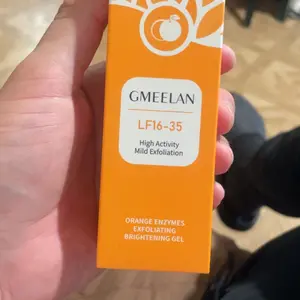 GMEELAN
LF16-35
High Activity
Mild Exfoliation
ORANGE ENZYMES
EXFOLIATING
BRIGHTENING GEL